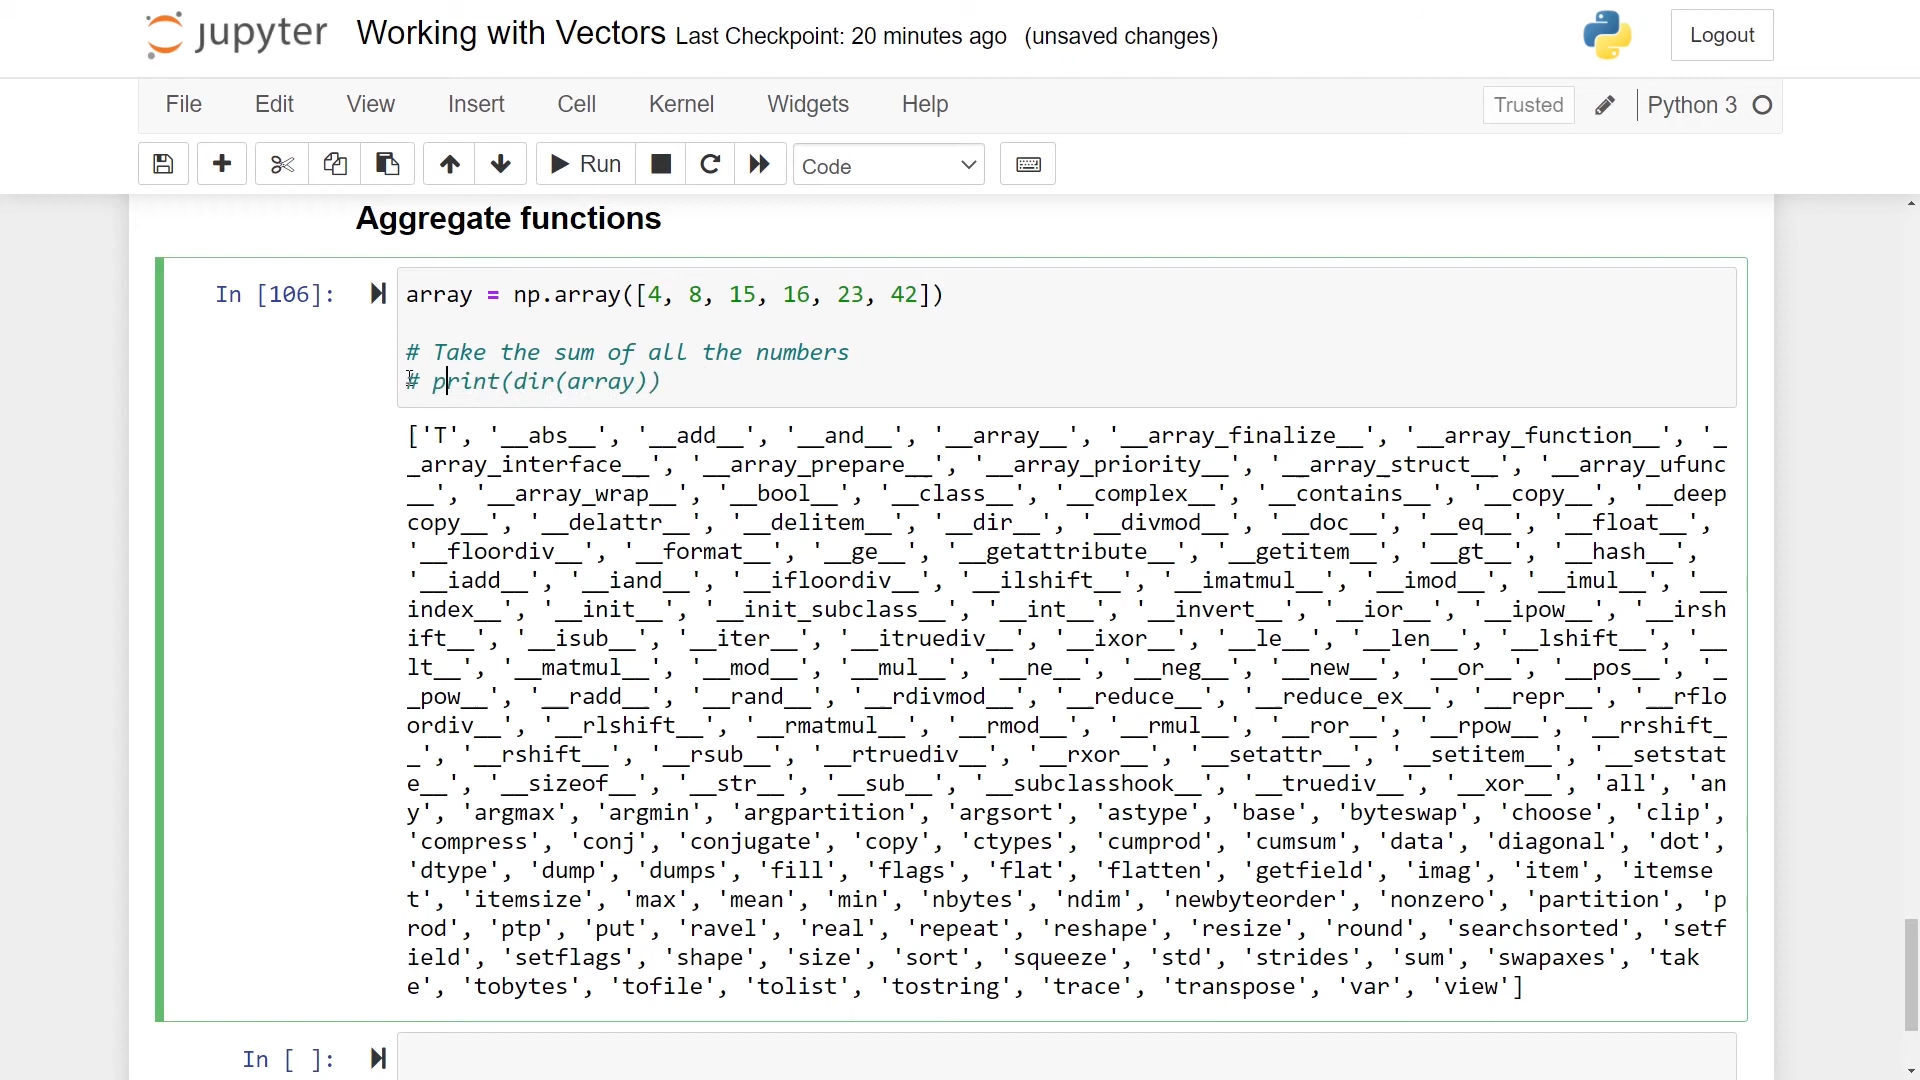 jupyter Working with Vectors Last Checkpoint: 20 minutes ago (unsaved changes) Logout
File Edit View Insert Cell Kernel Widgets Help Trusted Python 3
Run Code
Aggregate functions
In [106]: array = np.array([4, 8, 15, 16, 23, 42])
# Take the sum of all the numbers
# print(dir(array))
['T', '__abs__', '__add__', '__and__', '__array__', '__array_finalize__', '__array_function__', '_
_array_interface__', '__array_prepare__', '__array_priority__', '__array_struct__', '__array_ufunc
__', '__array_wrap__', '__bool__', '__class__', '__complex__', '__contains__', '__copy__', '__deep
copy__', '__delattr__', '__delitem__', '__dir__', '__divmod__', '__doc__', '__eq__', '__float__',
'__floordiv__', '__format__', '__ge__', '__getattribute__', '__getitem__', '__gt__', '__hash__',
'__iadd__', '__iand__', '__ifloordiv__', '__ilshift__', '__imatmul__', '__imod__', '__imul__', '__
index__', '__init__', '__init_subclass__', '__int__', '__invert__', '__ior__', '__ipow__', '__irsh
ift__', '__isub__', '__iter__', '__itruediv__', '__ixor__', '__le__', '__len__', '__lshift__', '__
lt__', '__matmul__', '__mod__', '__mul__', '__ne__', '__neg__', '__new__', '__or__', '__pos__', '_
_pow__', '__radd__', '__rand__', '__rdivmod__', '__reduce__', '__reduce_ex__', '__repr__', '__rflo
ordiv__', '__rlshift__', '__rmatmul__', '__rmod__', '__rmul__', '__ror__', '__rpow__', '__rrshift_
_', '__rshift__', '__rsub__', '__rtruediv__', '__rxor__', '__setattr__', '__setitem__', '__setstat
e__', '__sizeof__', '__str__', '__sub__', '__subclasshook__', '__truediv__', '__xor__', 'all', 'an
y', 'argmax', 'argmin', 'argpartition', 'argsort', 'astype', 'base', 'byteswap', 'choose', 'clip',
'compress', 'conj', 'conjugate', 'copy', 'ctypes', 'cumprod', 'cumsum', 'data', 'diagonal', 'dot',
'dtype', 'dump', 'dumps', 'fill', 'flags', 'flat', 'flatten', 'getfield', 'imag', 'item', 'itemse
t', 'itemsize', 'max', 'mean', 'min', 'nbytes', 'ndim', 'newbyteorder', 'nonzero', 'partition', 'p
rod', 'ptp', 'put', 'ravel', 'real', 'repeat', 'reshape', 'resize', 'round', 'searchsorted', 'setf
ield', 'setflags', 'shape', 'size', 'sort', 'squeeze', 'std', 'strides', 'sum', 'swapaxes', 'tak
e', 'tobytes', 'tofile', 'tolist', 'tostring', 'trace', 'transpose', 'var', 'view']
In [ ]: